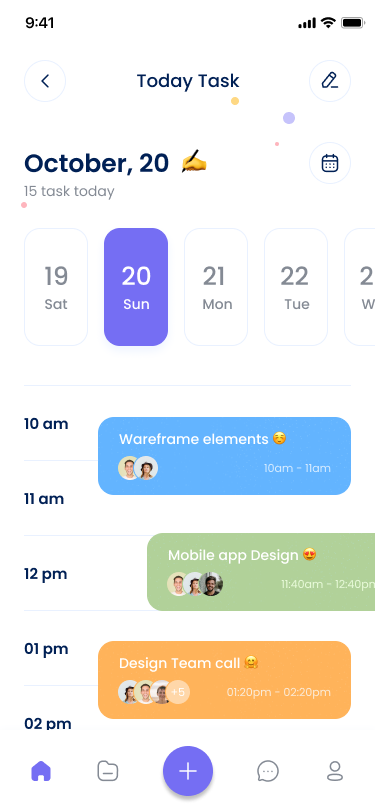 9:41
Today Task
October, 20 ✍️
15 task today
19
Sat
20
Sun
21
Mon
22
Tue
2
W
10 am
Wareframe elements ☺️
10am - 11am
11 am
Mobile app Design 😍
11:40am - 12:40pm
12 pm
01 pm
Design Team call 🤗
+5
01:20pm - 02:20pm
02 pm